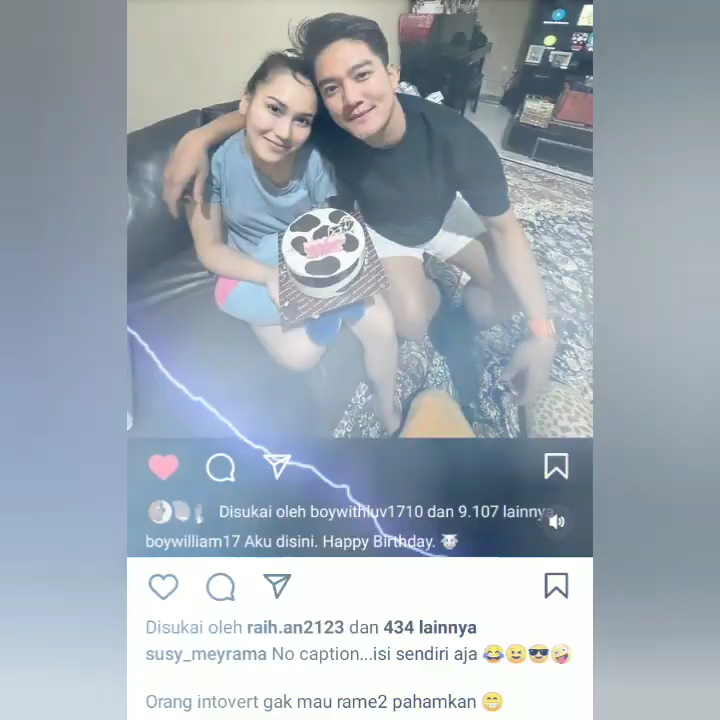 Disukai oleh boywithluv1710 dan 9.107 lainnya
boywilliam17 Aku disini. Happy Birthday. 🐮
Disukai oleh raih.an2123 dan 434 lainnya
susy_meyrama No caption...isi sendiri aja 😂😆😎🤪
Orang intovert gak mau rame2 pahamkan 😁